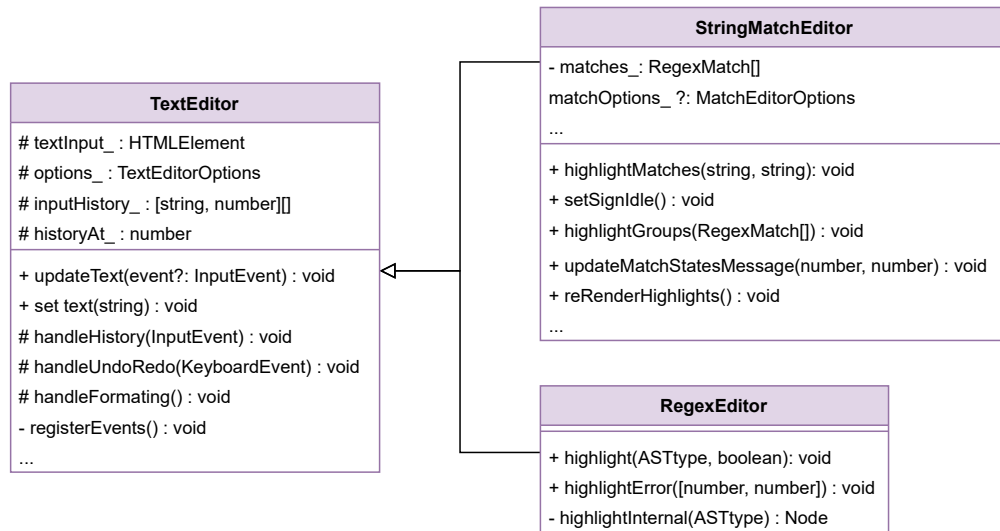 TextEditor
# textInput_ : HTMLElement
# options_ : TextEditorOptions
# inputHistory_ : [string, number][]
# historyAt_ : number
+ updateText(event?: InputEvent) : void
+ set text(string) : void
# handleHistory(InputEvent) : void
# handleUndoRedo(KeyboardEvent) : void
# handleFormating() : void
- registerEvents() : void
...
StringMatchEditor
- matches_: RegexMatch[]
matchOptions_ ?: MatchEditorOptions
...
+ highlightMatches(string, string): void
+ setSignIdle() : void
+ highlightGroups(RegexMatch[]) : void
+ updateMatchStatesMessage(number, number) : void
+ reRenderHighlights() : void
...
RegexEditor
+ highlight(ASTtype, boolean): void
+ highlightError([number, number]) : void
- highlightInternal(ASTtype) : Node